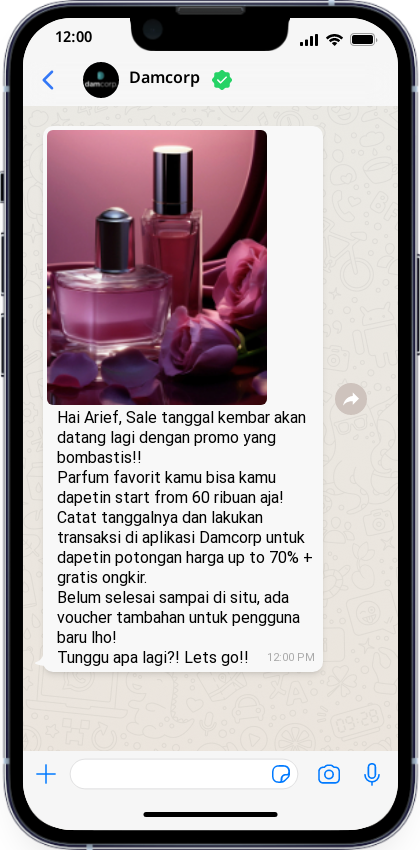 12:00
damcorp
Damcorp
Hai Arief, Sale tanggal kembar akan
datang lagi dengan promo yang
bombastis!!
Parfum favorit kamu bisa kamu
dapetin start from 60 ribuan aja!
Catat tanggalnya dan lakukan
transaksi di aplikasi Damcorp untuk
dapetin potongan harga up to 70% +
gratis ongkir.
Belum selesai sampai di situ, ada
voucher tambahan untuk pengguna
baru lho!
Tunggu apa lagi?! Lets go!!
12:00 PM